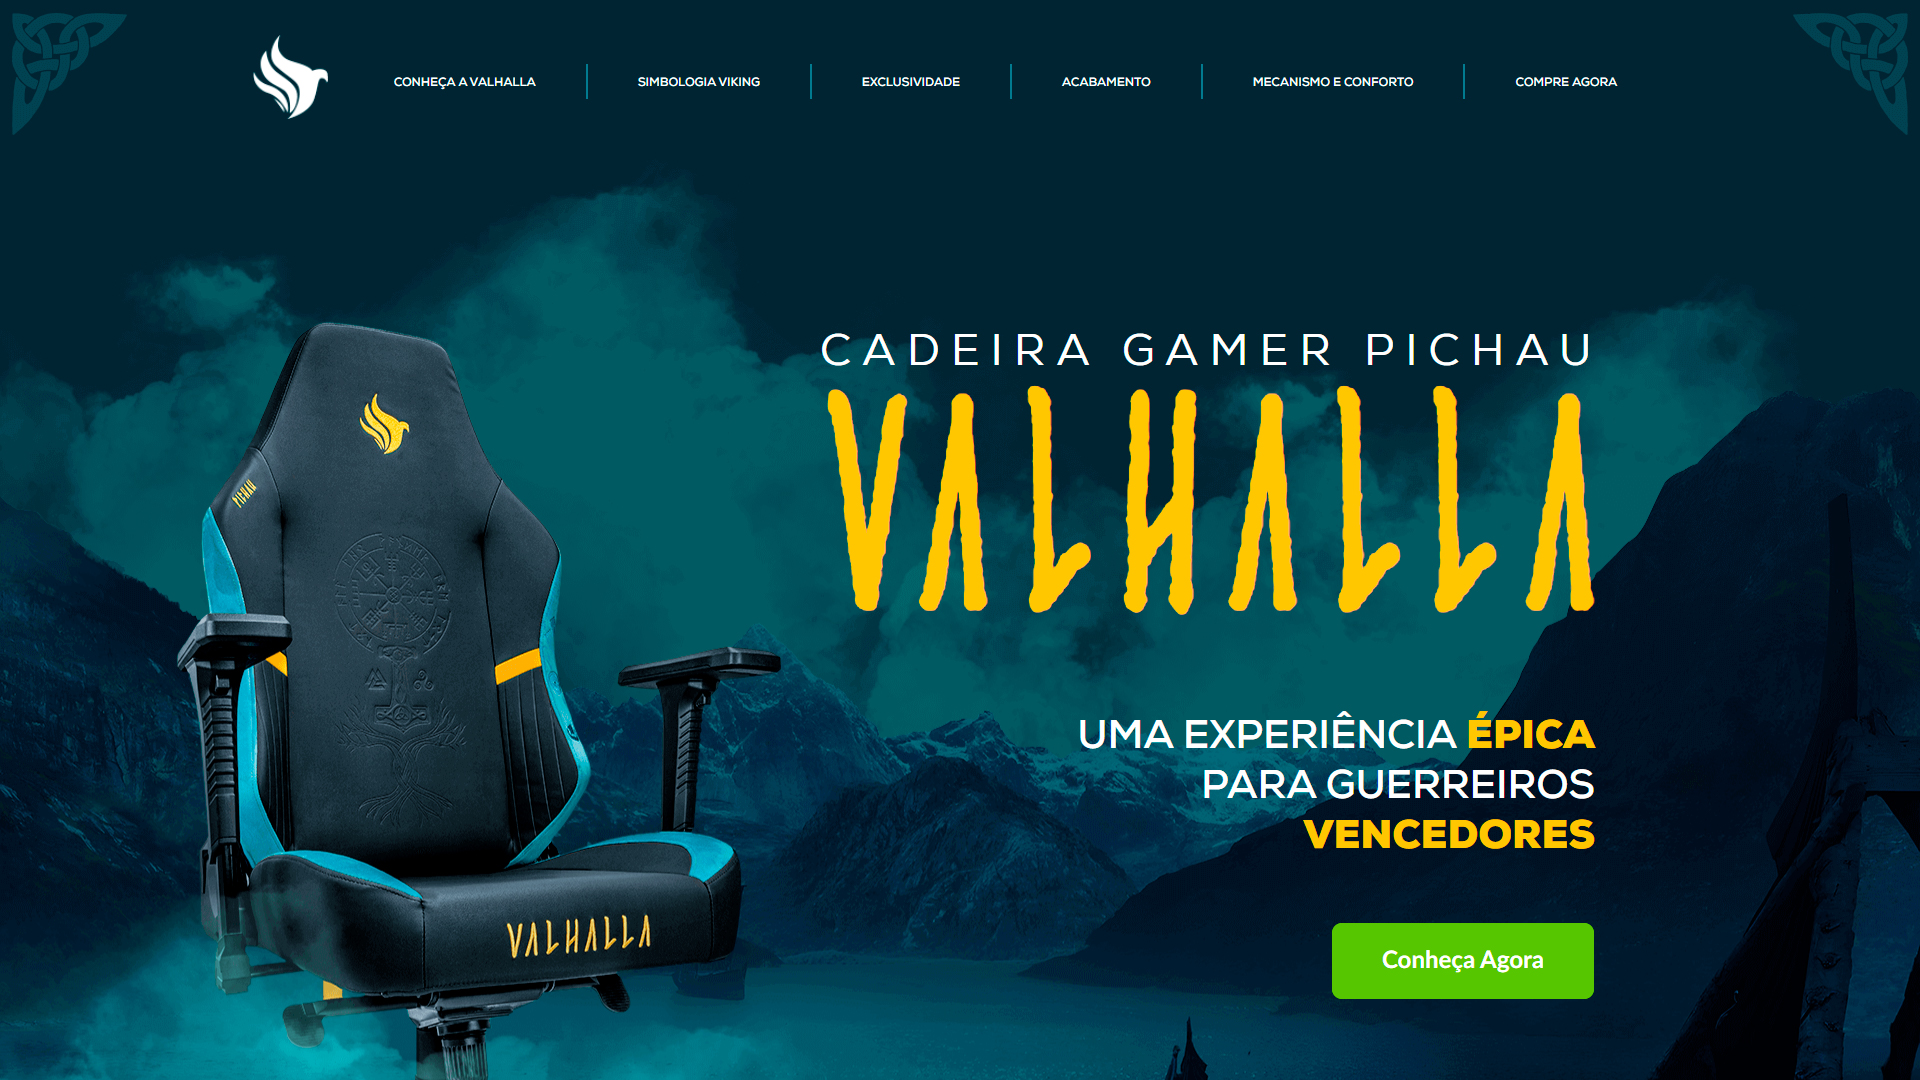 CONHEÇA A VALHALLA
SIMBOLOGIA VIKING
EXCLUSIVIDADE
ACABAMENTO
MECANISMO E CONFORTO
COMPRE AGORA
CADEIRA GAMER PICHAU
VALHALLA
PICHAU
UMA EXPERIÊNCIA ÉPICA
PARA GUERREIROS
VENCEDORES
VALHALLA
Conheça Agora